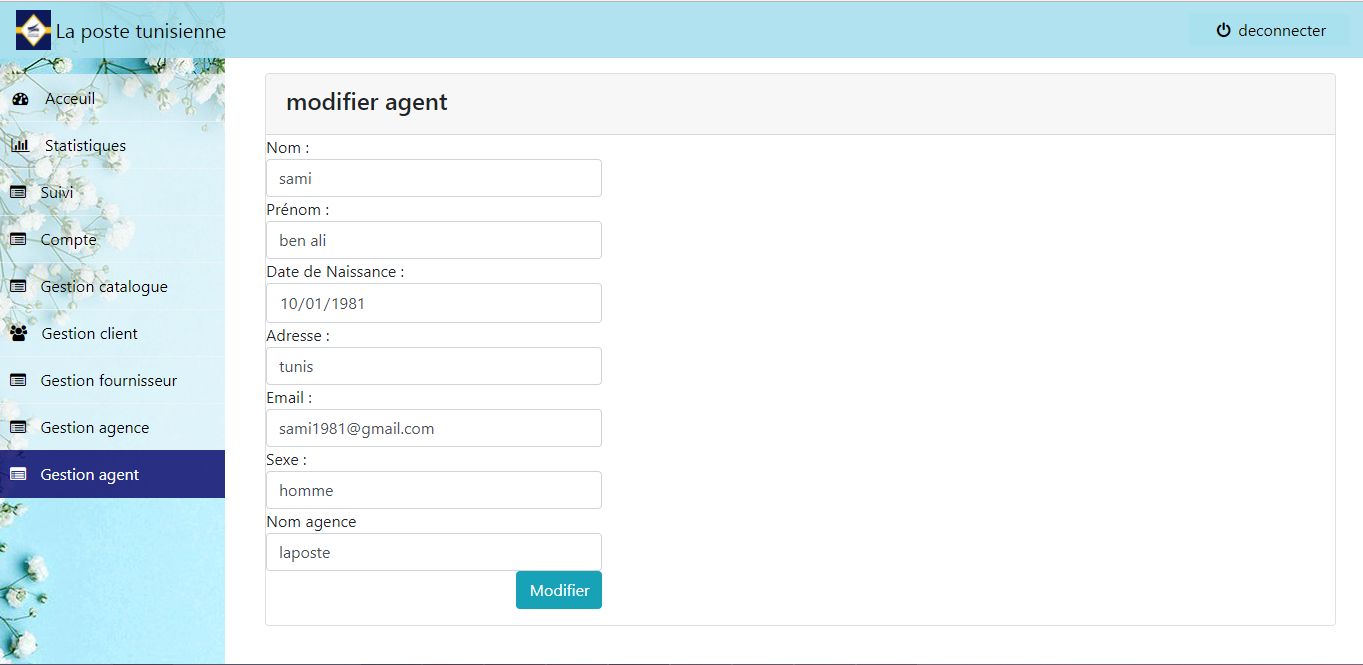 La poste tunisienne
deconnecter
Acceuil
Statistiques
Suivi
Compte
Gestion catalogue
Gestion client
Gestion fournisseur
Gestion agence
Gestion agent
modifier agent
Nom :
sami
Prénom :
ben ali
Date de Naissance :
10/01/1981
Adresse :
tunis
Email :
sami1981@gmail.com
Sexe :
homme
Nom agence
laposte
Modifier